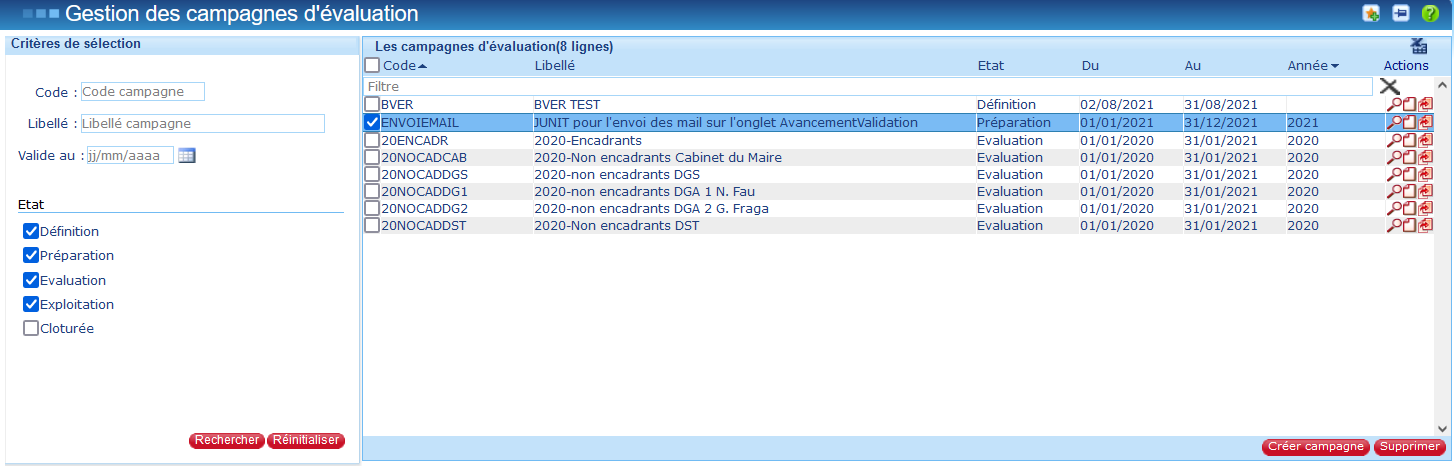 Gestion des campagnes d'évaluation
Critères de sélection
Code : Code campagne
Libellé : Libellé campagne
Valide au : jj/mm/aaaa
Etat
Définition
Préparation
Evaluation
Exploitation
Cloturée
Rechercher Réinitialiser
Les campagnes d'évaluation(8 lignes)
Code Libellé Etat Du Au Année Actions
Filtre
BVER BVER TEST Définition 02/08/2021 31/08/2021
ENVOIEMAIL JUNIT pour l'envoi des mail sur l'onglet AvancementValidation Préparation 01/01/2021 31/12/2021 2021
20ENCADR 2020-Encadrants Evaluation 01/01/2020 31/01/2021 2020
20NOCADCAB 2020-Non encadrants Cabinet du Maire Evaluation 01/01/2020 31/01/2021 2020
20NOCADDGS 2020-non encadrants DGS Evaluation 01/01/2020 31/01/2021 2020
20NOCADDG1 2020-non encadrants DGA 1 N. Fau Evaluation 01/01/2020 31/01/2021 2020
20NOCADDG2 2020-non encadrants DGA 2 G. Fraga Evaluation 01/01/2020 31/01/2021 2020
20NOCADDST 2020-Non encadrants DST Evaluation 01/01/2020 31/01/2021 2020
Créer campagne Supprimer